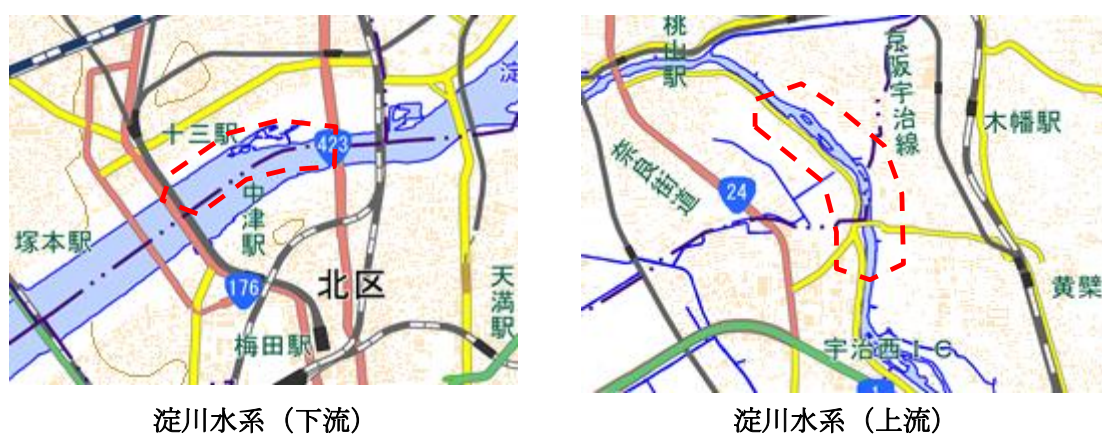 十三駅
423
淀
中津駅
塚本駅
176
北区
天満駅
梅田駅
淀川水系（下流）
桃山駅
京阪宇治線
木幡駅
奈良街道
24
黄檗
宇治西ＩＣ
1
淀川水系（上流）